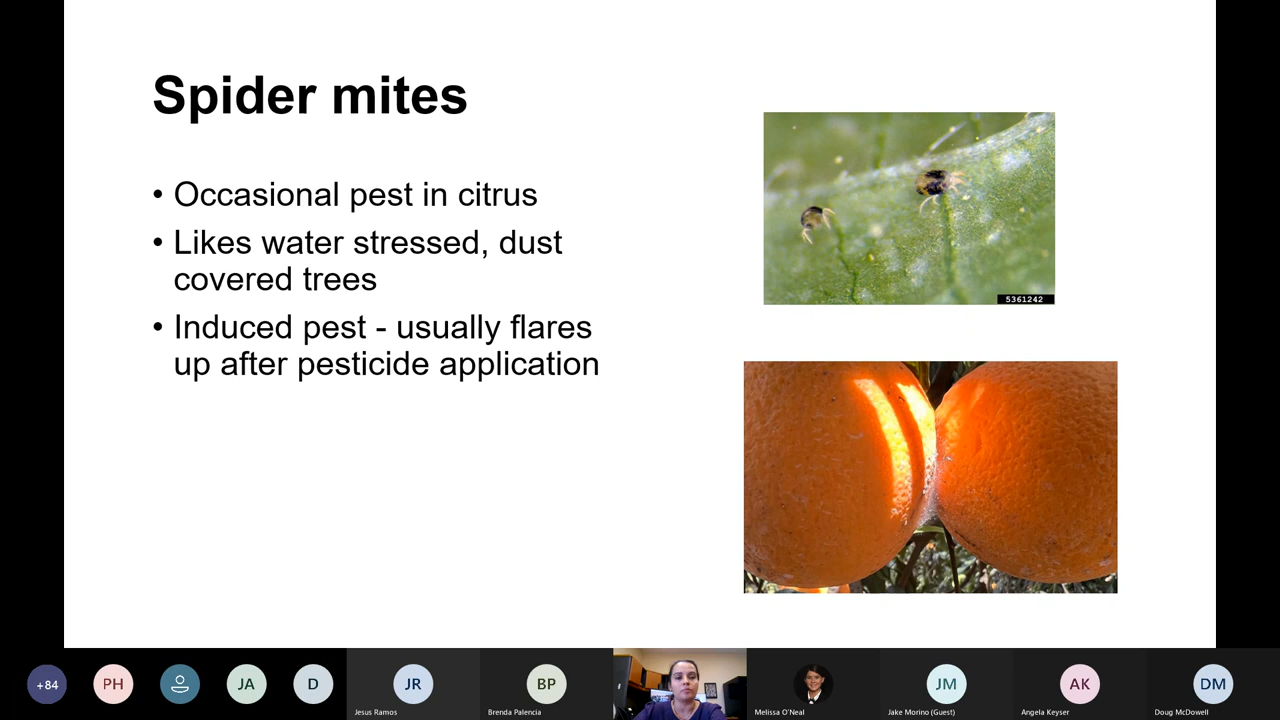 Spider mites
• Occasional pest in citrus
• Likes water stressed, dust
covered trees
• Induced pest - usually flares
up after pesticide application
5361242
+84
PH
JA
D
JR
Jesus Ramos
BP
Brenda Palencia
Melissa O'Neal
JM
Jake Morino (Guest)
AK
Angela Keyser
DM
Doug McDowell